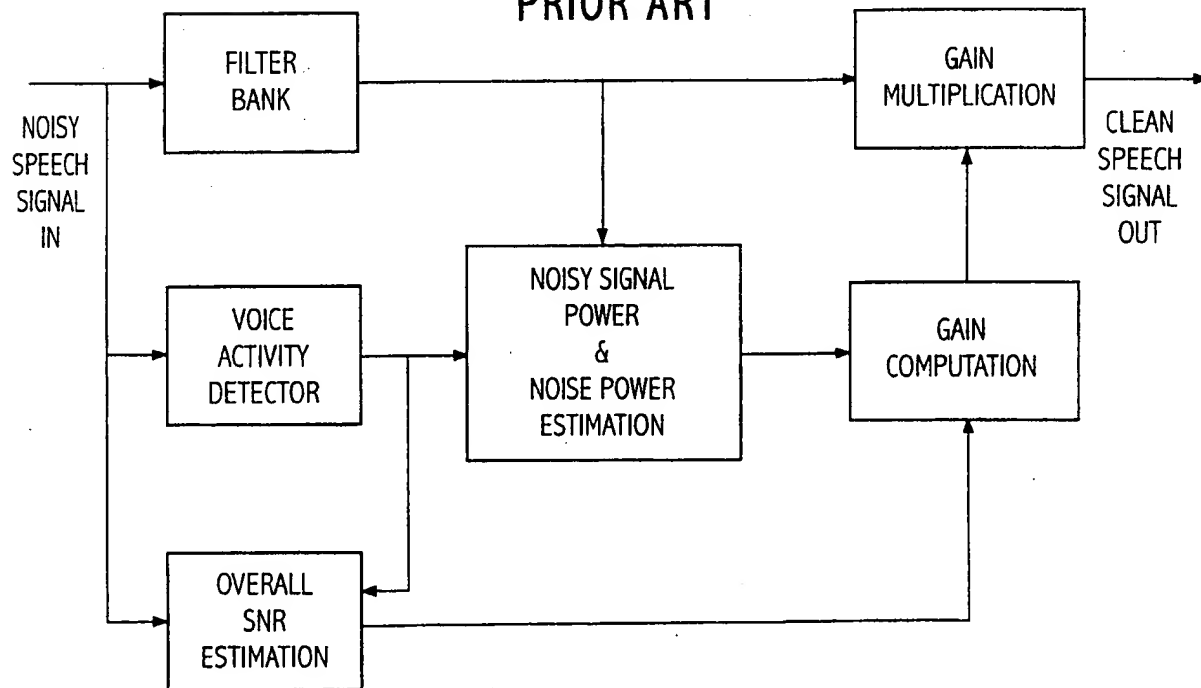 PRIOR ART
FILTER
BANK
GAIN
MULTIPLICATION
NOISY
SPEECH
SIGNAL
IN
CLEAN
SPEECH
SIGNAL
OUT
VOICE
ACTIVITY
DETECTOR
NOISY SIGNAL
POWER
&
NOISE POWER
ESTIMATION
GAIN
COMPUTATION
OVERALL
SNR
ESTIMATION